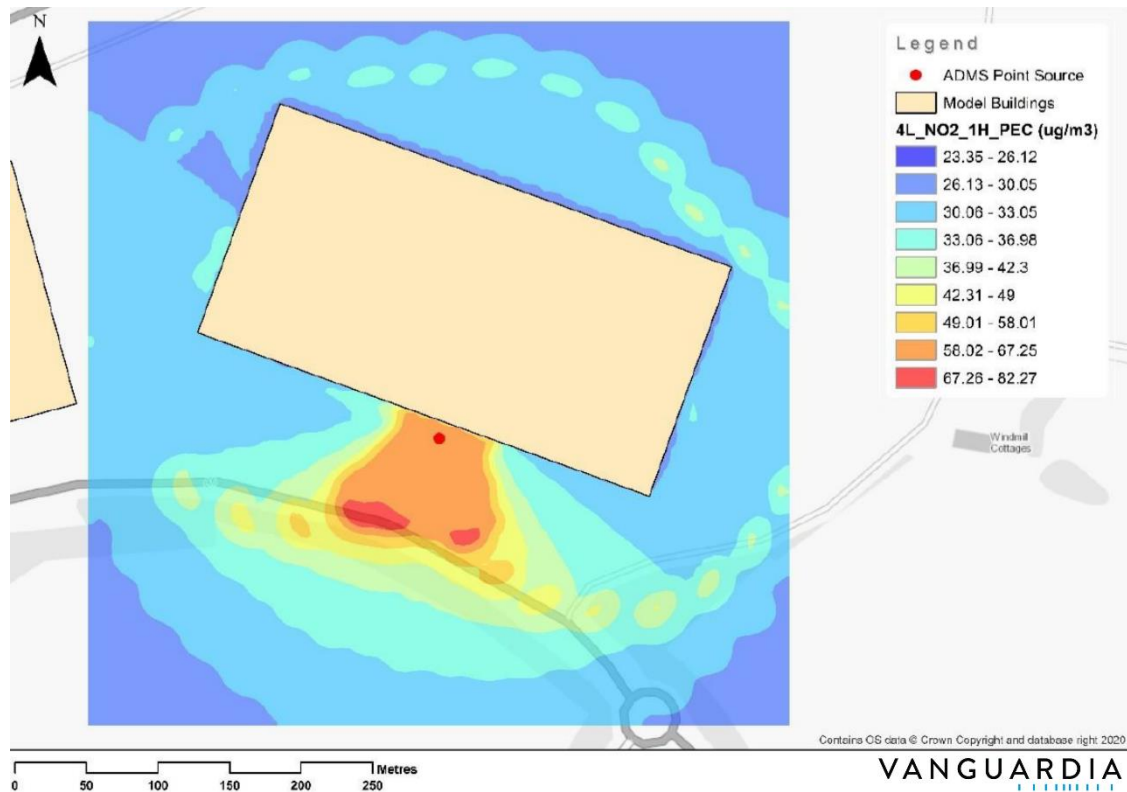 N
Legend
ADMS Point Source
Model Buildings
4L_NO2_1H_PEC (ug/m3)
23.35 - 26.12
26.13 - 30.05
30.06 - 33.05
33.06 - 36.98
36.99 - 42.3
42.31 - 49
49.01 - 58.01
58.02 - 67.25
67.26 - 82.27
Windmill
Cottages
Contains OS data © Crown Copyright and database right 2020
Metres
0 50 100 150 200 250
VANGUARDIA